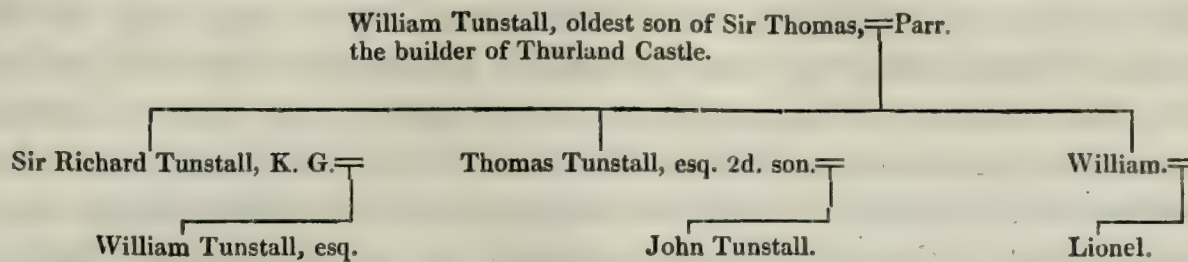 William Tunstall, oldest son of Sir Thomas,=Parr.
the builder of Thurland Castle.
Sir Richard Tunstall, K. G.= Thomas Tunstall, esq. 2d. son.= William.=
William Tunstall, esq. John Tunstall. Lionel.